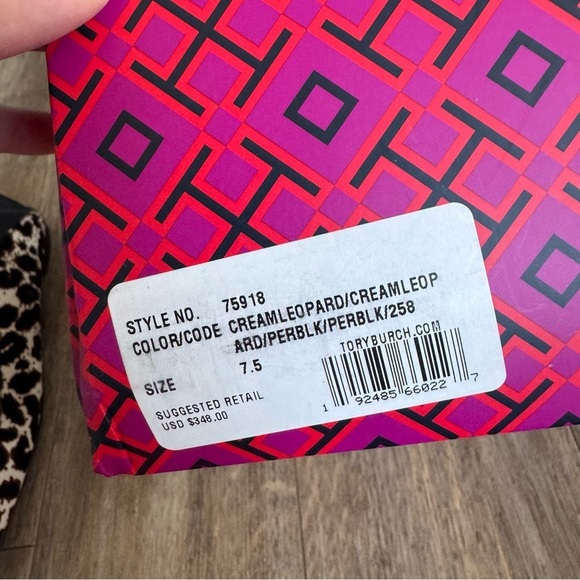 STYLE NO. 75918
COLOR/CODE CREAMLEOPARD/CREAMLEOP
ARD/PERBLK/PERBLK/258
SIZE 7.5
TORYBURCH.COM
SUGGESTED RETAIL
USD $348.00
1 92485 66022 7